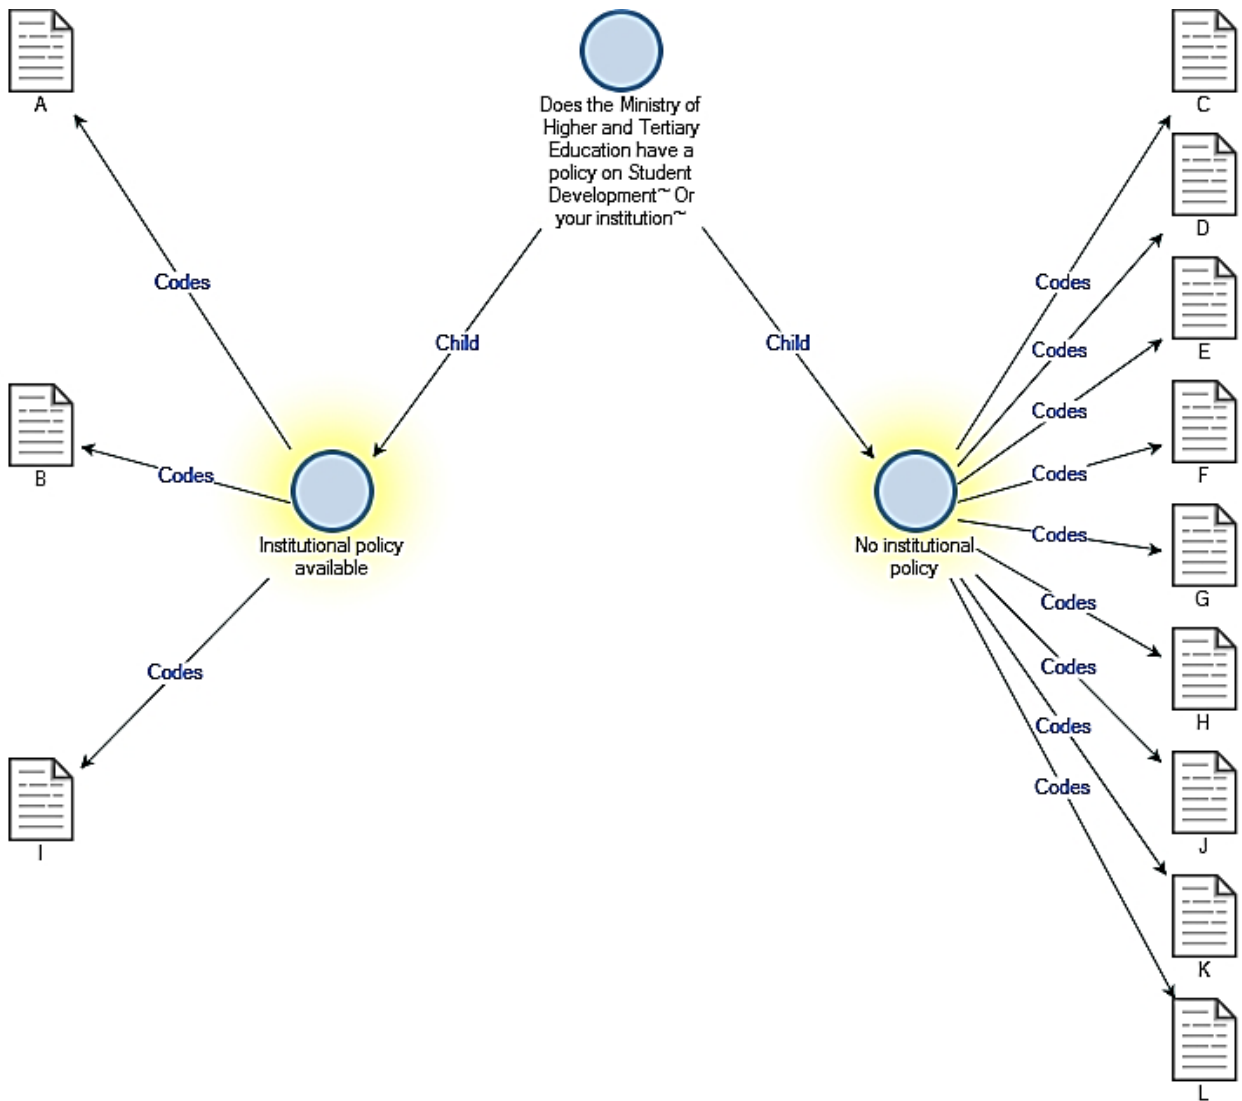 A
Does the Ministry of
Higher and Tertiary
Education have a
policy on Student
Development~ Or
your institution~
C
D
Codes
Codes
Child
Child
E
Codes
Codes
B
Codes
Codes
F
Codes
Institutional policy
available
No institutional
policy
G
Codes
Codes
Codes
H
Codes
Codes
I
J
K
L